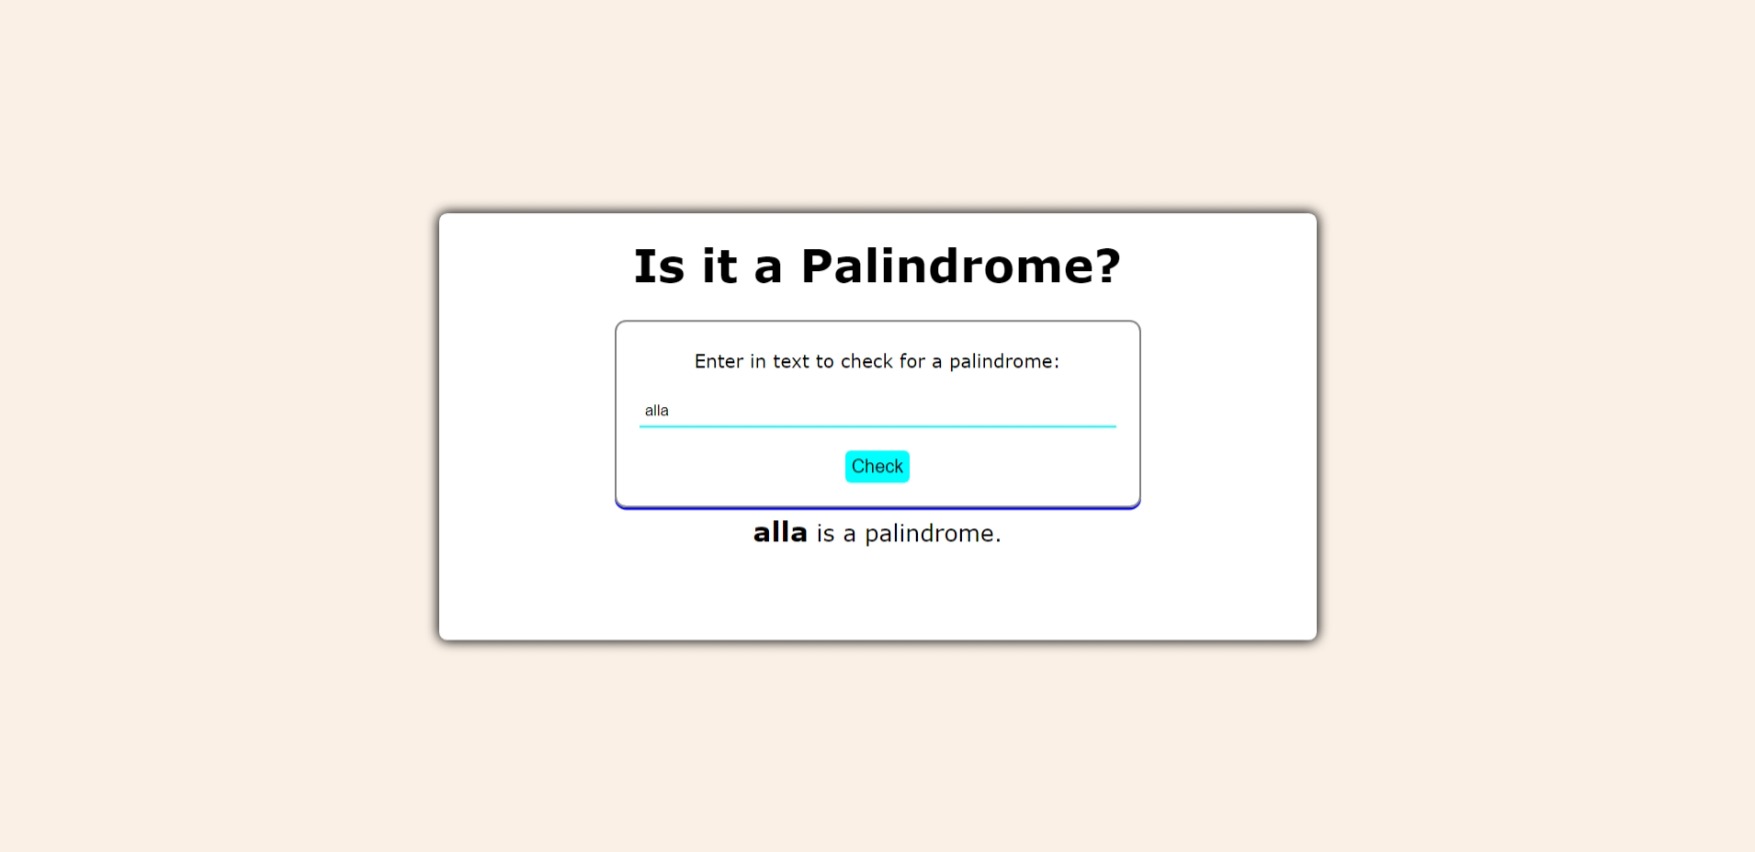 Is it a Palindrome?
Enter in text to check for a palindrome:
alla
Check
alla is a palindrome.